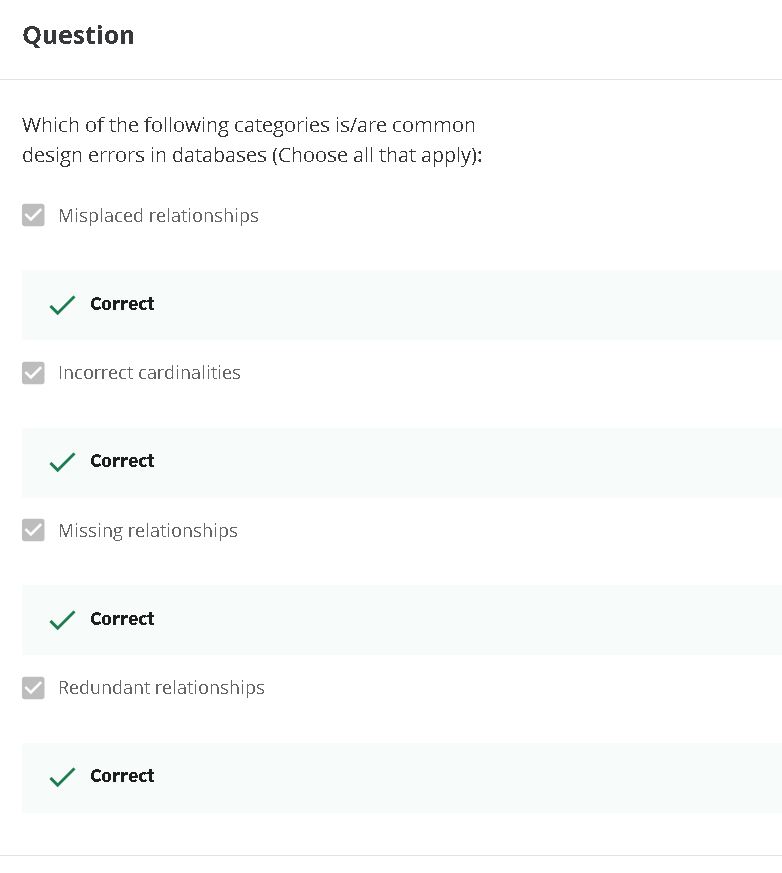 Question
Which of the following categories is/are common
design errors in databases (Choose all that apply):
Misplaced relationships
Correct
Incorrect cardinalities
Correct
Missing relationships
Correct
Redundant relationships
Correct